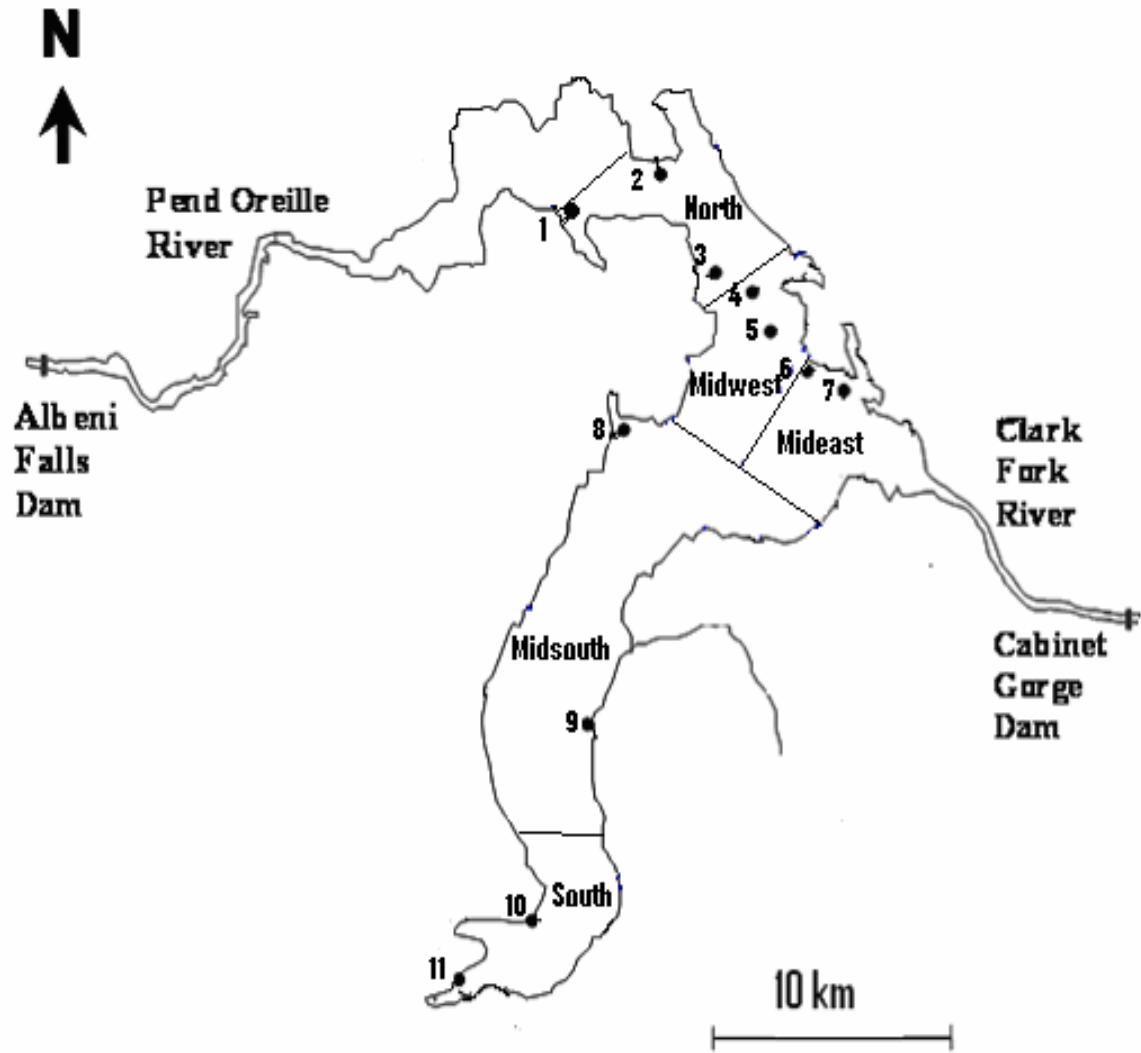 N
Pend Oreille
River
2
1
North
3
4
5
6
Midwest
7
8
Mideast
Albeni
Falls
Dam
Clark
Fork
River
Midsouth
Cabinet
Gorge
Dam
9
10
South
11
10 km